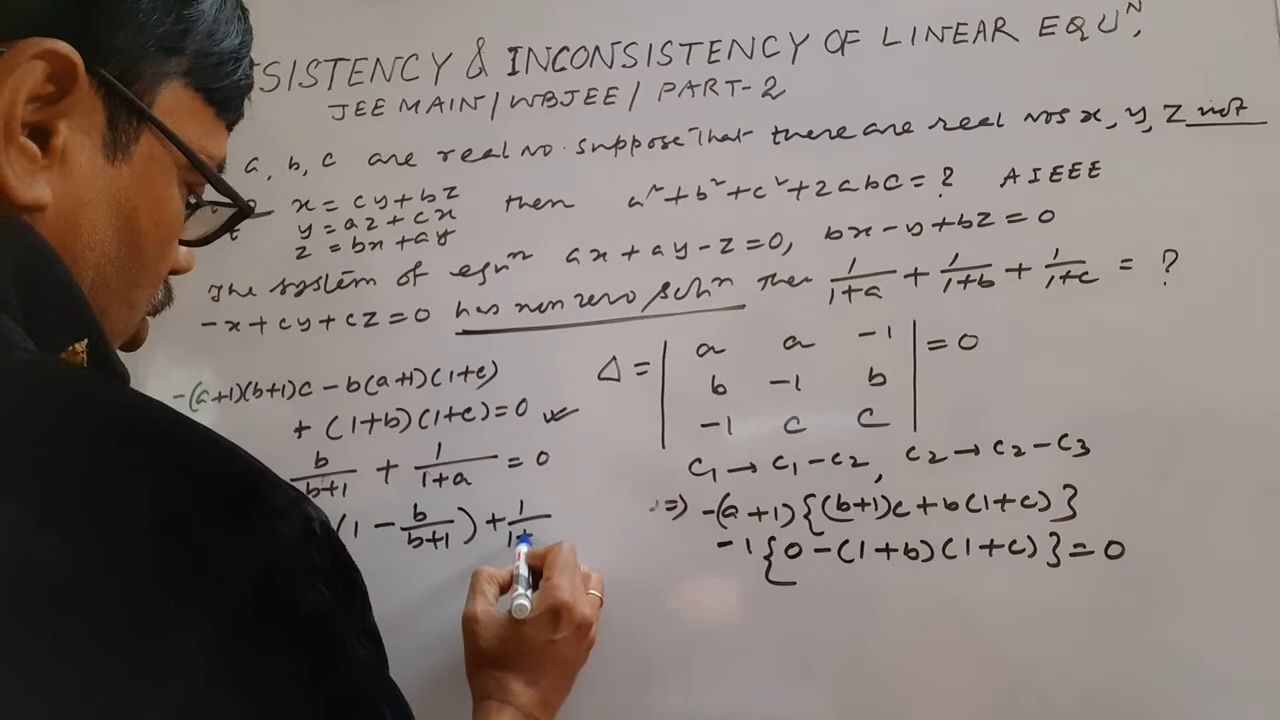 SISTENCY & INCONSISTENCY OF LINEAR EQUᴺ.
JEE MAIN/WBJEE/ PART-2
a, b, c are real no. suppose That there are real nos x, y, z not
x = cy+bz
y = az+cx then a²+b²+c²+2abc=? AIEEE
z = bx+ay
The system of eqnⁿ ax+ay-z=0, bx-y+bz=0
-x+cy+cz=0 has non zero solnⁿ Then 1/1+a + 1/1+b + 1/1+c = ?
Δ = | a a -1 | = 0
| b -1 b |
| -1 c c |
C₁→C₁-C₂, C₂→C₂-C₃
⇒) -(a+1){(b+1)c+b(1+c)}
-1{0-(1+b)(1+c)}=0
-(a+1)(b+1)c-b(a+1)(1+c)
+(1+b)(1+c)=0
b/b+1 + 1/1+a = 0
(1-b/b+1)+1/1+